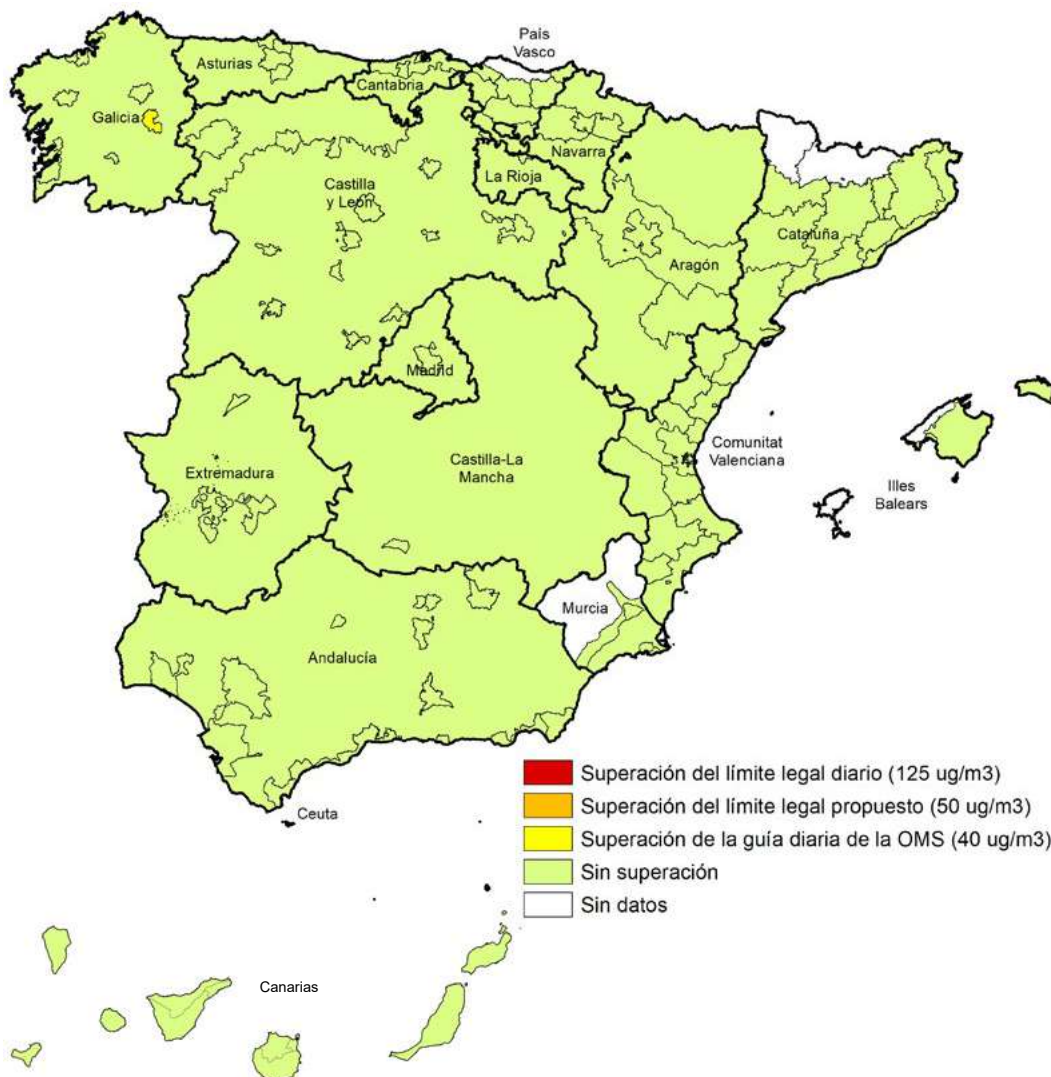 País
Vasco
Asturias
Cantabria
Galicia
Navarra
La Rioja
Castilla
y León
Cataluña
Aragón
Madrid
Comunitat
Valenciana
Castilla-La
Mancha
Extremadura
Illes
Balears
Murcia
Andalucía
Superación del límite legal diario (125 ug/m3)
Superación del límite legal propuesto (50 ug/m3)
Ceuta
Superación de la guía diaria de la OMS (40 ug/m3)
Sin superación
Sin datos
Canarias